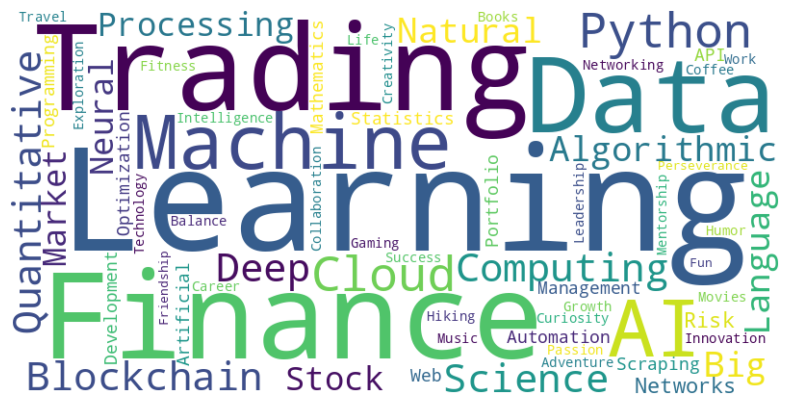 Travel
Processing
Trading
Life
Creativity
Natural
Books
Python
API
Work
Coffee
Networking
Quantitative
Programming
Exploration
Neural
Fitness
Mathematics
Data
Intelligence
Statistics
Machine
Algorithmic
Market
Optimization
Technology
Learning
Balance
Collaboration
Gaming
Portfolio
Leadership
Mentorship
Perseverance
Language
Humor
Fun
Development
Friendship
Artificial
Career
Deep
Cloud
Success
Computing
Management
Movies
Finance
Hiking
Music
Growth
Curiosity
Automation
Passion
Adventure
AI
Risk
Innovation
Blockchain
Stock
Web
Science
Scraping
Networks
Big